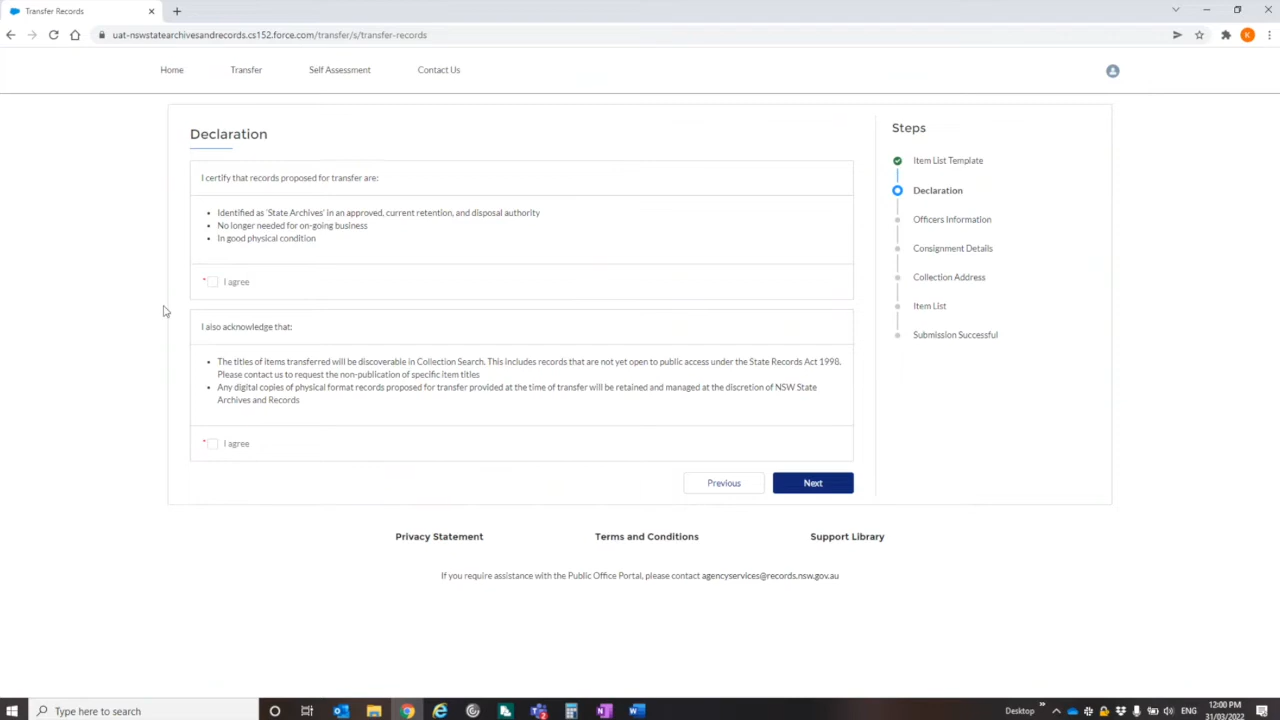 Transfer Records
uat-nswstatearchivesandrecords.cs152.force.com/transfer/s/transfer-records
K
Home Transfer Self Assessment Contact Us
Declaration
I certify that records proposed for transfer are:
Identified as 'State Archives' in an approved, current retention, and disposal authority
No longer needed for on-going business
In good physical condition
* I agree
I also acknowledge that:
The titles of items transferred will be discoverable in Collection Search. This includes records that are not yet open to public access under the State Records Act 1998.
Please contact us to request the non-publication of specific item titles
Any digital copies of physical format records proposed for transfer provided at the time of transfer will be retained and managed at the discretion of NSW State
Archives and Records
* I agree
Previous Next
Steps
Item List Template
Declaration
Officers Information
Consignment Details
Collection Address
Item List
Submission Successful
Privacy Statement Terms and Conditions Support Library
If you require assistance with the Public Office Portal, please contact agencyservices@records.nsw.gov.au
Type here to search
Desktop
ENG
12:00 PM
31/03/2022